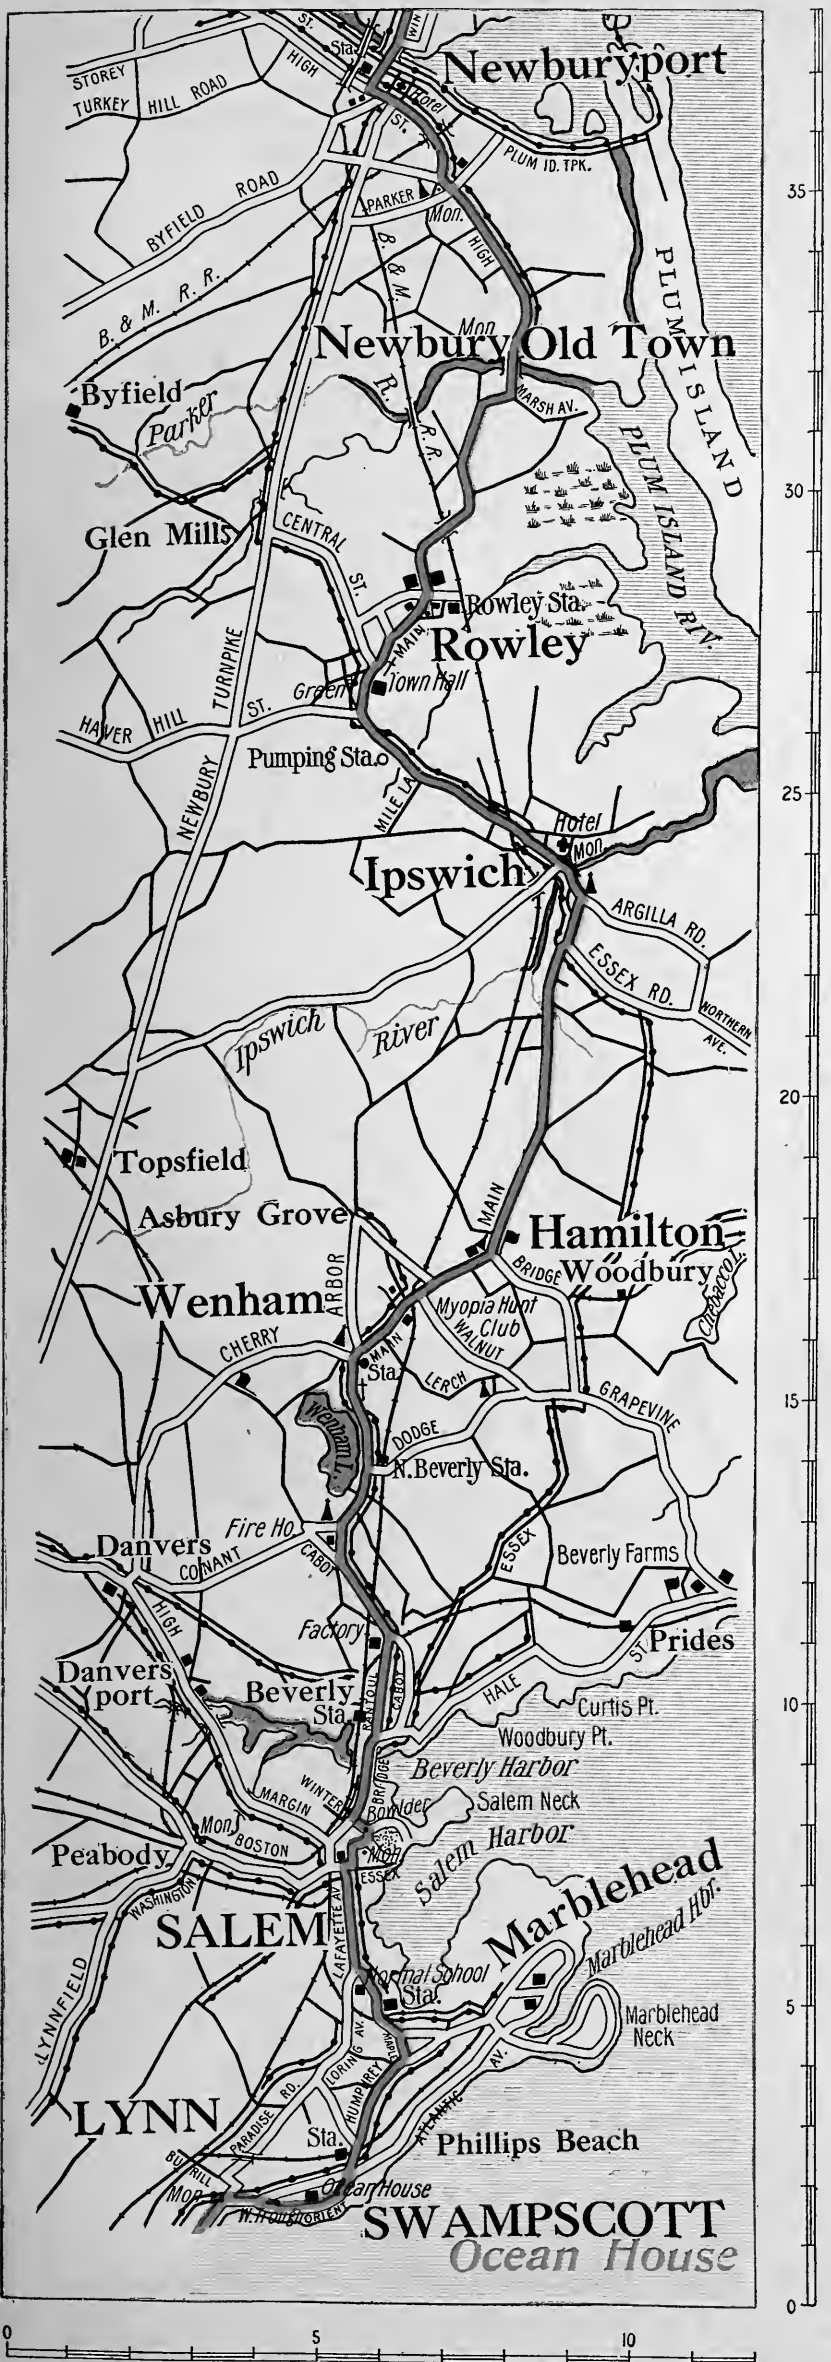 WIN
ST.
Sta.
HIGH
STOREY
TURKEY HILL ROAD
Newburyport
Hotel
ST.
PLUM ID. TPK.
35
BYFIELD ROAD
PARKER
Mon.
HIGH
B. & M.
B. & M. R. R.
PLUM ISLAND
Mon
Newbury Old Town
Byfield
Parker
R.
R. R.
MARSH AV.
PLUM ISLAND RIV.
30
Glen Mills
CENTRAL ST.
Rowley Sta.
MAIN
Rowley
Green
Town Hall
HAVER HILL ST.
NEWBURY TURNPIKE
Pumping Sta.
MILE LA.
25
Hotel
Mon.
Ipswich
ARGILLA RD.
ESSEX RD.
NORTHERN AVE.
Ipswich River
20
Topsfield
Asbury Grove
MAIN
Hamilton
BRIDGE
Woodbury
Chebacco L.
ARBOR
Wenham
Myopia Hunt Club
WALNUT
CHERRY
MAIN
Sta.
LERCH
15
GRAPEVINE
Wenham L.
DODGE
N. Beverly Sta.
Fire Ho.
Danvers
CONANT
CABOT
ESSEX
Beverly Farms
HIGH
Factory
ST.
Prides
Danvers port
Beverly Sta.
RANTOUL
CABOT
HALE
10
Curtis Pt.
Woodbury Pt.
Beverly Harbor
BRIDGE
WINTER
MARGIN
Boulder
Salem Neck
Mon.
BOSTON
Peabody
Mon.
ESSEX
Salem Harbor
WASHINGTON
SALEM
LAFAYETTE AV.
Marblehead
Marblehead Hbr.
Normal School
Sta.
5
LYNNFIELD
LORING AV.
MAPLE
Marblehead Neck
AV.
HUMPHREY
ATLANTIC
LYNN
PARADISE RD.
Sta.
Phillips Beach
BURRILL
Mon.
Ocean House
ORIENT
SWAMPSCOTT
Ocean House
0
0
5
10